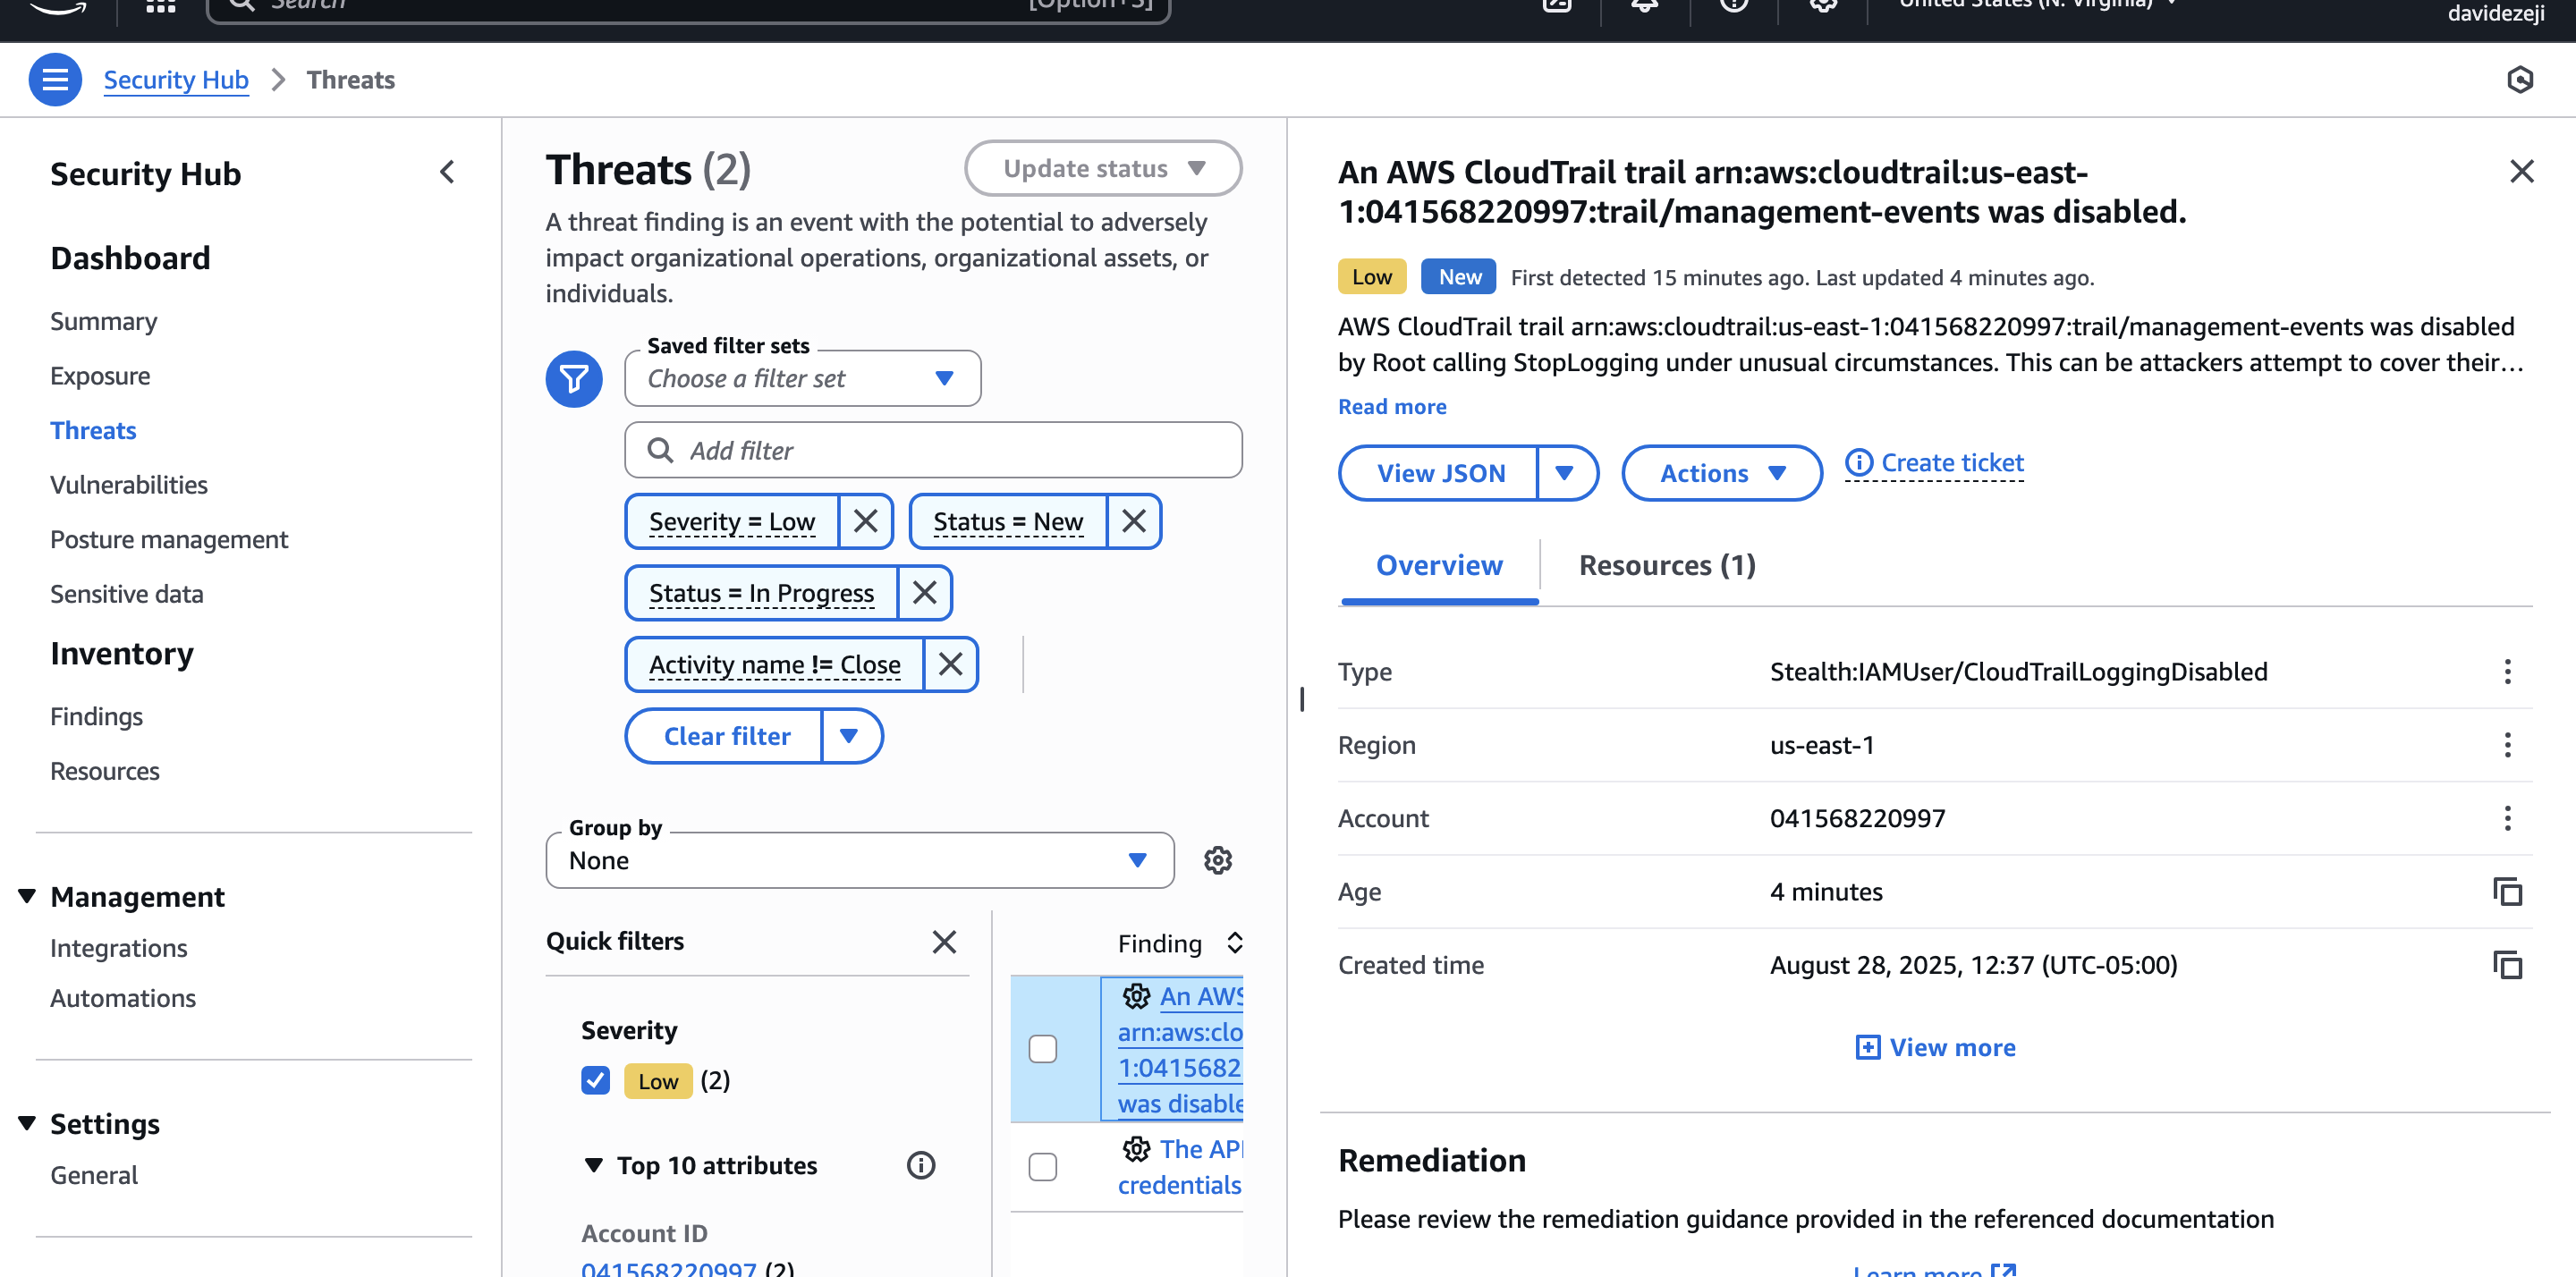 Search
[Option+S]
United States (N. Virginia)
davidezeji
Security Hub
Threats
Security Hub
Dashboard
Summary
Exposure
Threats
Vulnerabilities
Posture management
Sensitive data
Inventory
Findings
Resources
Management
Integrations
Automations
Settings
General
Threats (2)
Update status
A threat finding is an event with the potential to adversely
impact organizational operations, organizational assets, or
individuals.
Saved filter sets
Choose a filter set
Add filter
Severity = Low
Status = New
Status = In Progress
Activity name != Close
Clear filter
Group by
None
Quick filters
Severity
Low (2)
Top 10 attributes
Account ID
041568220997 (2)
Finding
An AWS
arn:aws:clo
1:0415682
was disable
The API
credentials
An AWS CloudTrail trail arn:aws:cloudtrail:us-east-
1:041568220997:trail/management-events was disabled.
Low New First detected 15 minutes ago. Last updated 4 minutes ago.
AWS CloudTrail trail arn:aws:cloudtrail:us-east-1:041568220997:trail/management-events was disabled
by Root calling StopLogging under unusual circumstances. This can be attackers attempt to cover their...
Read more
View JSON
Actions
Create ticket
Overview
Resources (1)
Type Stealth:IAMUser/CloudTrailLoggingDisabled
Region us-east-1
Account 041568220997
Age 4 minutes
Created time August 28, 2025, 12:37 (UTC-05:00)
View more
Remediation
Please review the remediation guidance provided in the referenced documentation
Learn more